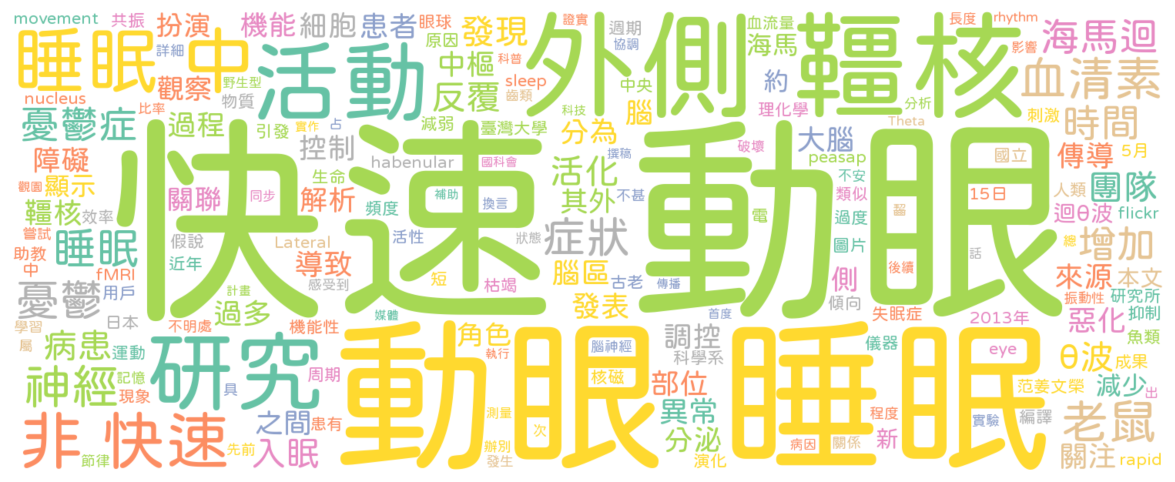 movement 共振 扮演 機能 細胞 患者 眼球 發現 血流量 證實 週期 長度 rhythm
睡眠中 詳細 活動 原因 中樞 科普 外側韁核 協調 海馬 影響 海馬迴
觀察 野生型 sleep 齒類 中央 約 血清素
nucleus 比率 物質 反覆 腦 理化學 分析 刺激
憂鬱症 過程 引發 實作 占 減弱 臺灣大學 科技 分為 Theta 時間
障礙 控制 habenular 國科會 撰稿 破壞 大腦 peasap 國立 傳導 5月
觀園 顯示 關聯 同步 生命 解析 補助 活化 快速動眼 不安 類似 15日 人類 團隊
韁核 效率 頻度 換言 其外 不甚 電 過度 齧 迴θ波 flickr
嘗試 睡眠 假說 Lateral 活性 狀態 症狀 圖片 話 總 增加
助教 中 fMRI 近年 感受到 導致 短 枯竭 腦區 古老 傳播 側 後續 來源 本文
憂鬱 用戶 日本 計畫 過多 媒體 發表 首度 傾向 失眠症 振動性 研究所
學習 不明處 機能性 角色 調控 2013年 惡化 抑制
屬 病患 運動 研究 周期 執行 腦神經 科學系 儀器 eye 魚類
神經 記憶 現象 具 動眼睡眠 核磁 部位 θ波 成果
之間 患有 測量 異常 程度 范姜文榮 減少 出
非快速 入眠 辦別 次 分泌 新 實驗 編譯 老鼠
節律 先前 發生 演化 病因 關係 關注 rapid